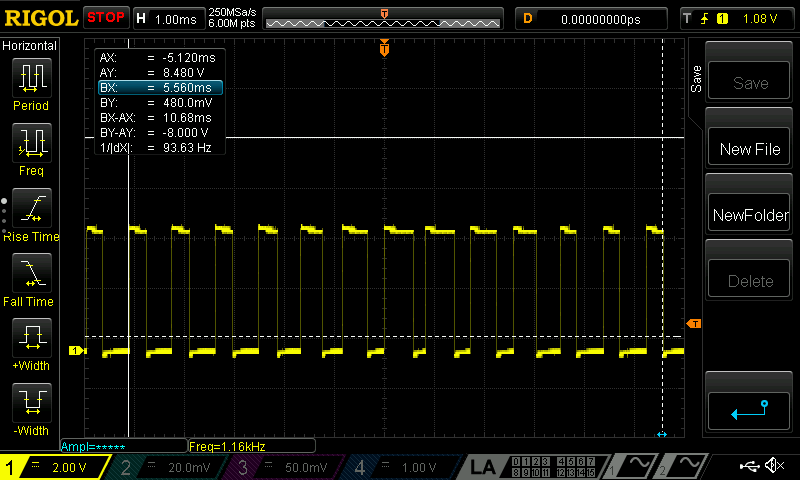 RIGOL STOP H 1.00ms 250MSa/s 6.00M pts T D 0.00000000ps T 1 1.08 V
Horizontal
Period
Freq
Rise Time
Fall Time
+Width
-Width
AX: = -5.120ms
AY: = 8.480 V
BX: = 5.560ms
BY: = 480.0mV
BX-AX: = 10.68ms
BY-AY: = -8.000 V
1/|dX|: = 93.63 Hz
T
1
T
Save
Save
New File
NewFolder
Delete
Ampl=***** Freq=1.16kHz
1 = 2.00 V 2 = 20.0mV 3 = 50.0mV 4 = 1.00 V LA 0 1 2 3 4 5 6 7 1 2
8 9 10 11 12 13 14 15